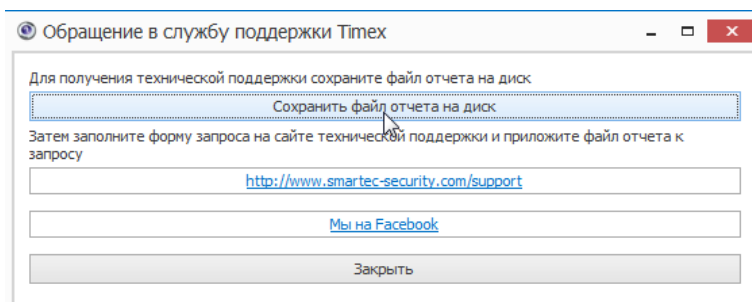 Обращение в службу поддержки Timex
Для получения технической поддержки сохраните файл отчета на диск
Сохранить файл отчета на диск
Затем заполните форму запроса на сайте технической поддержки и приложите файл отчета к
запросу
http://www.smartec-security.com/support
Мы на Facebook
Закрыть